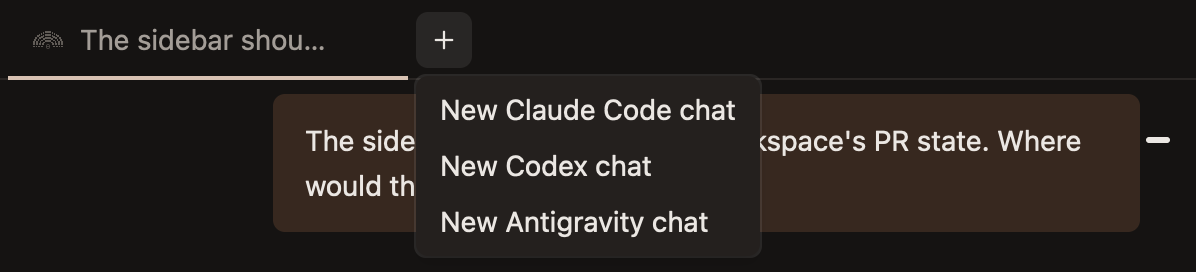 The sidebar shou...
+
New Claude Code chat
New Codex chat
New Antigravity chat
The side
kspace's PR state. Where
would th